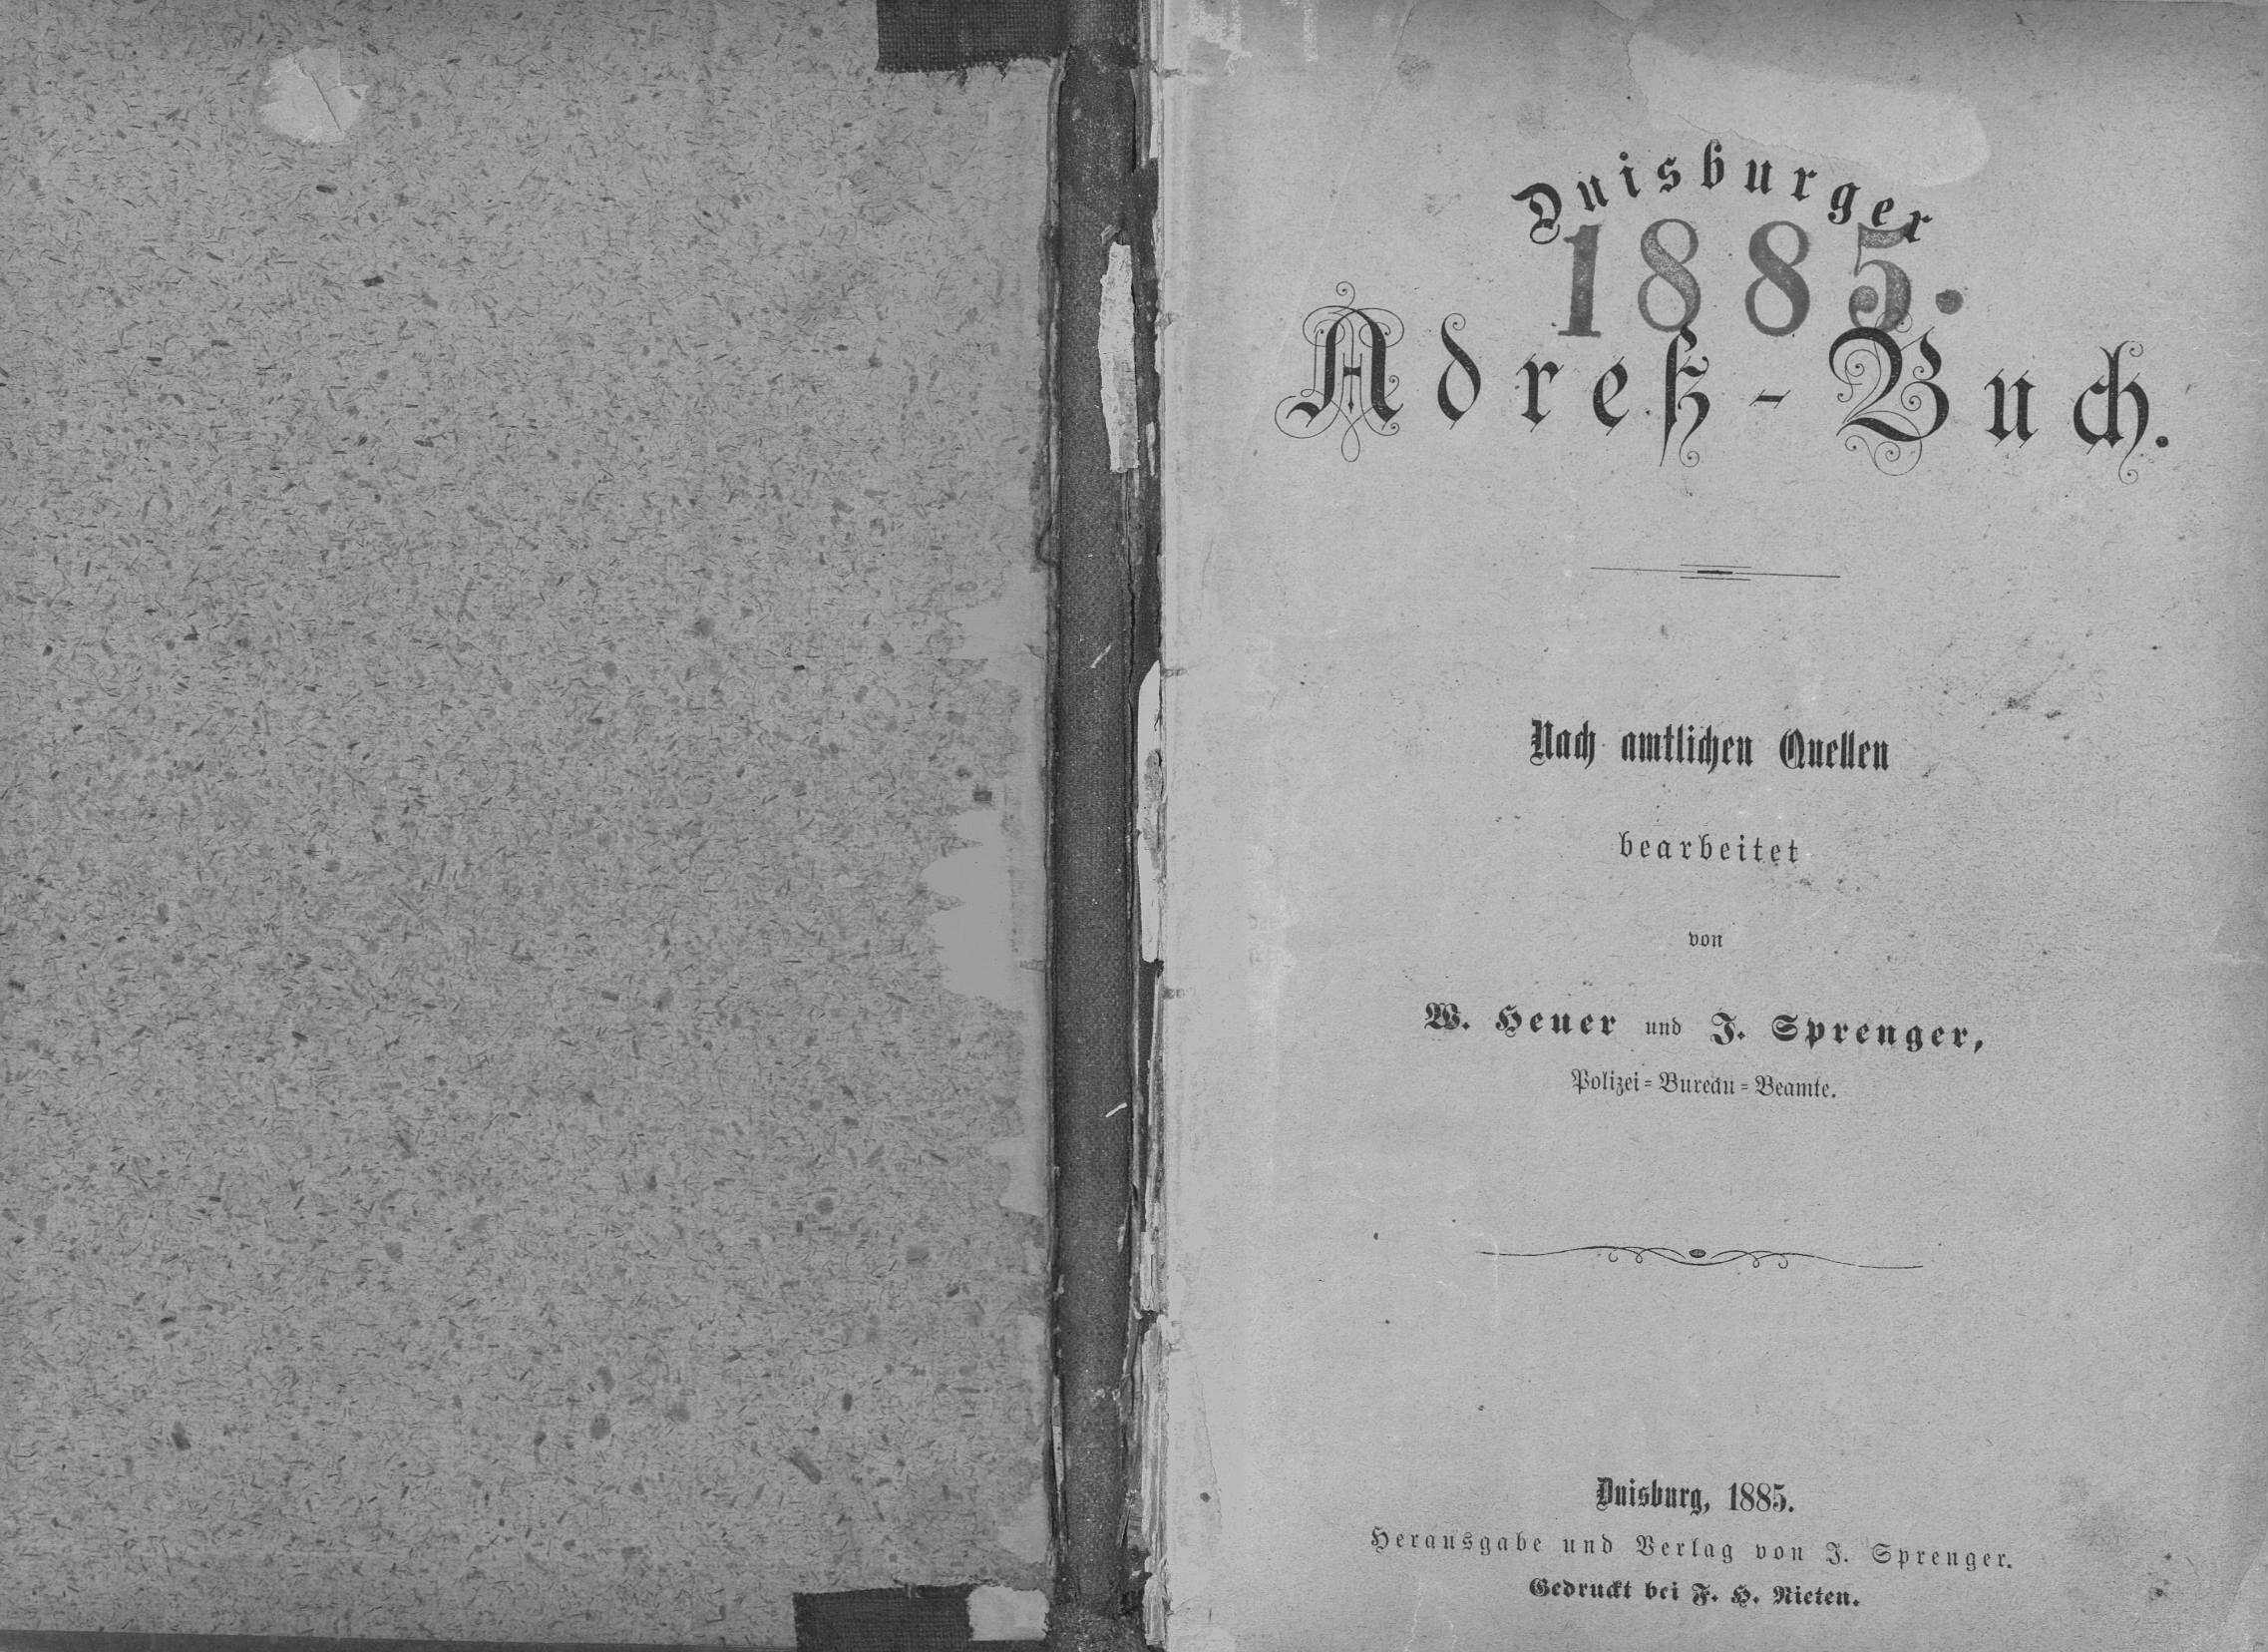 Duisburger
1885.
Adreß-Buch.
Nach amtlichen Quellen
bearbeitet
von
W. Heuer und J. Sprenger,
Polizei-Bureau-Beamte.
Duisburg, 1885.
Herausgabe und Verlag von J. Sprenger.
Gedruckt bei F. H. Nieten.